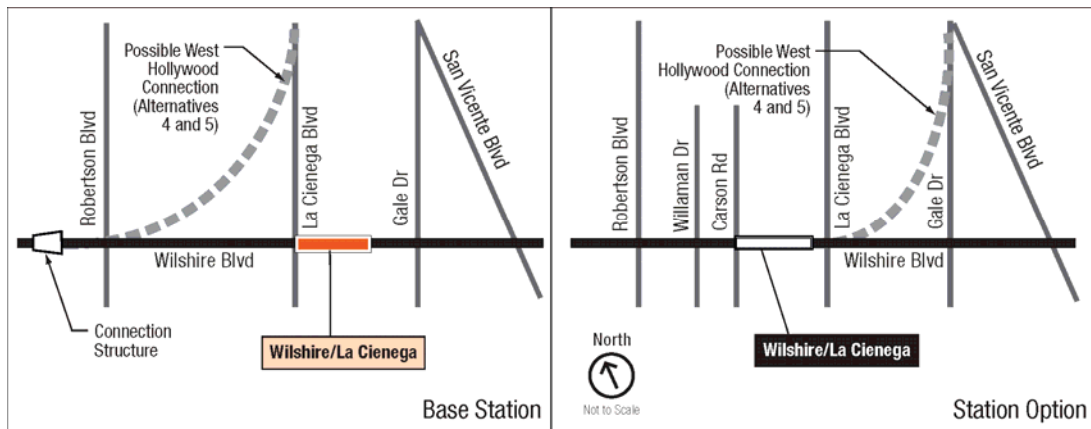 Possible West
Hollywood
Connection
(Alternatives
4 and 5)
Robertson Blvd
La Cienega Blvd
Gale Dr
San Vicente Blvd
Wilshire Blvd
Connection
Structure
Wilshire/La Cienega
Base Station
Possible West
Hollywood Connection
(Alternatives
4 and 5)
Robertson Blvd
Willaman Dr
Carson Rd
La Cienega Blvd
Gale Dr
San Vicente Blvd
Wilshire Blvd
Wilshire/La Cienega
North
Not to Scale
Station Option